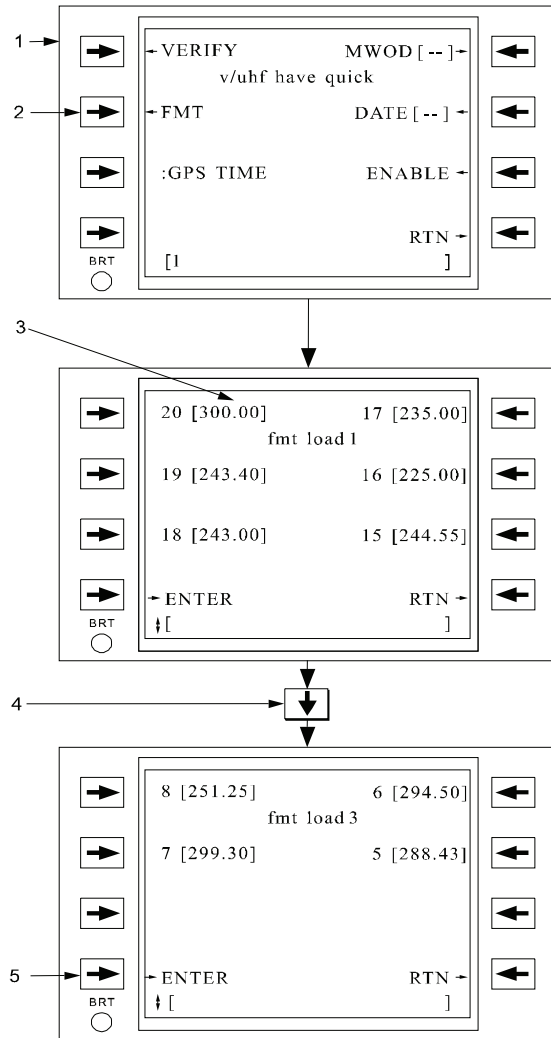 1
VERIFY MWOD[--]
v/uhf have quick
2
FMT DATE[--]
:GPS TIME ENABLE
RTN
BRT
[1 ]
3
20 [300.00] 17 [235.00]
fmt load 1
19 [243.40] 16 [225.00]
18 [243.00] 15 [244.55]
ENTER RTN
BRT
[ ]
4
8 [251.25] 6 [294.50]
fmt load 3
7 [299.30] 5 [288.43]
5
ENTER RTN
BRT
[ ]